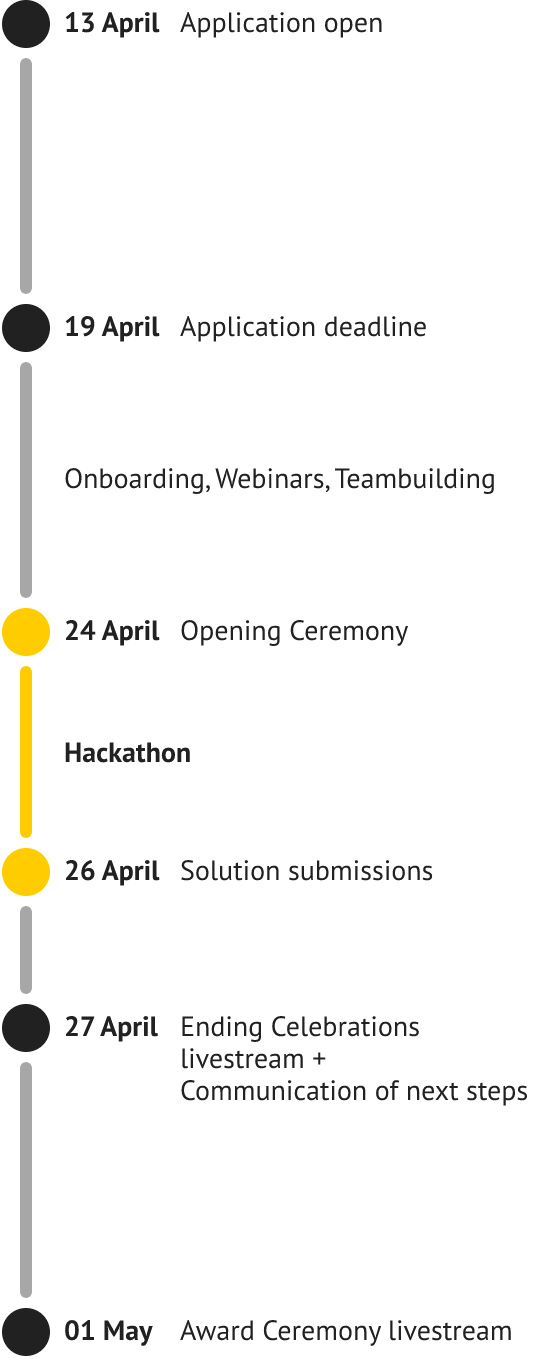 13 April Application open
19 April Application deadline
Onboarding, Webinars, Teambuilding
24 April Opening Ceremony
Hackathon
26 April Solution submissions
27 April Ending Celebrations
livestream +
Communication of next steps
01 May Award Ceremony livestream